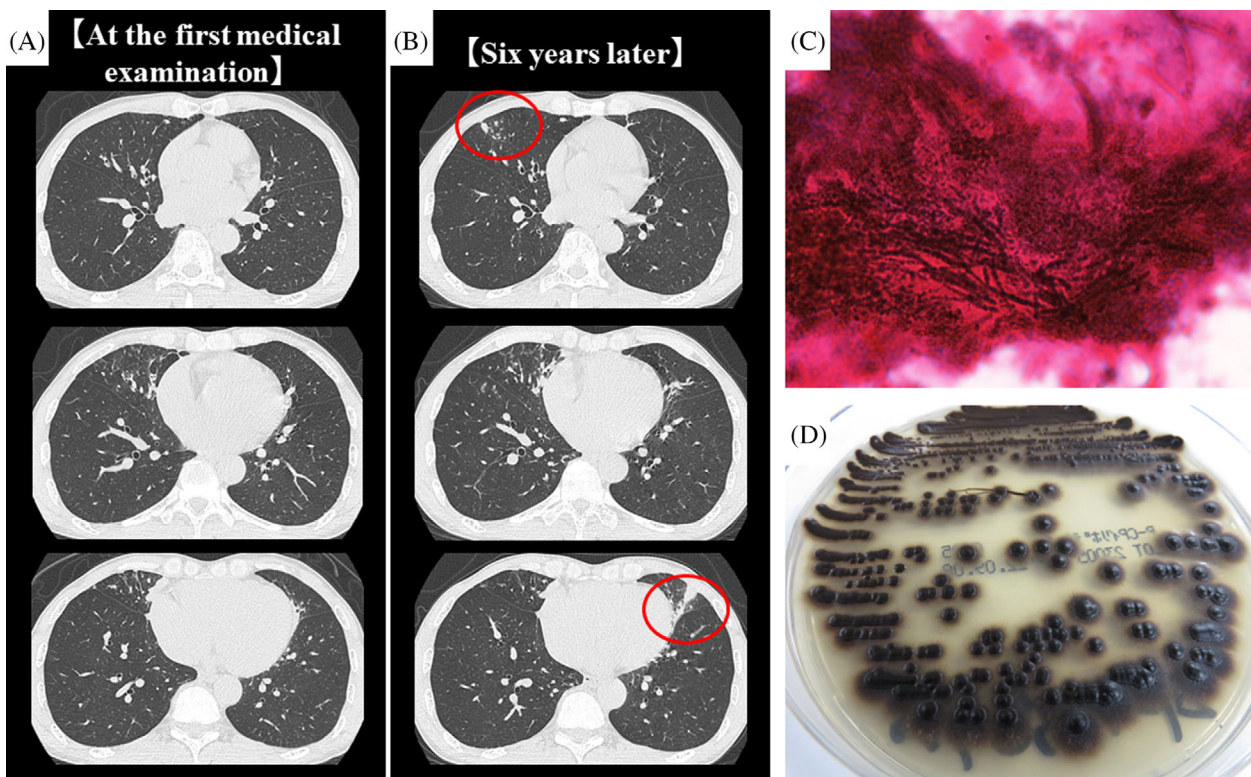 (A)
【At the first medical
examination】
(B)
【Six years later】
(C)
(D)